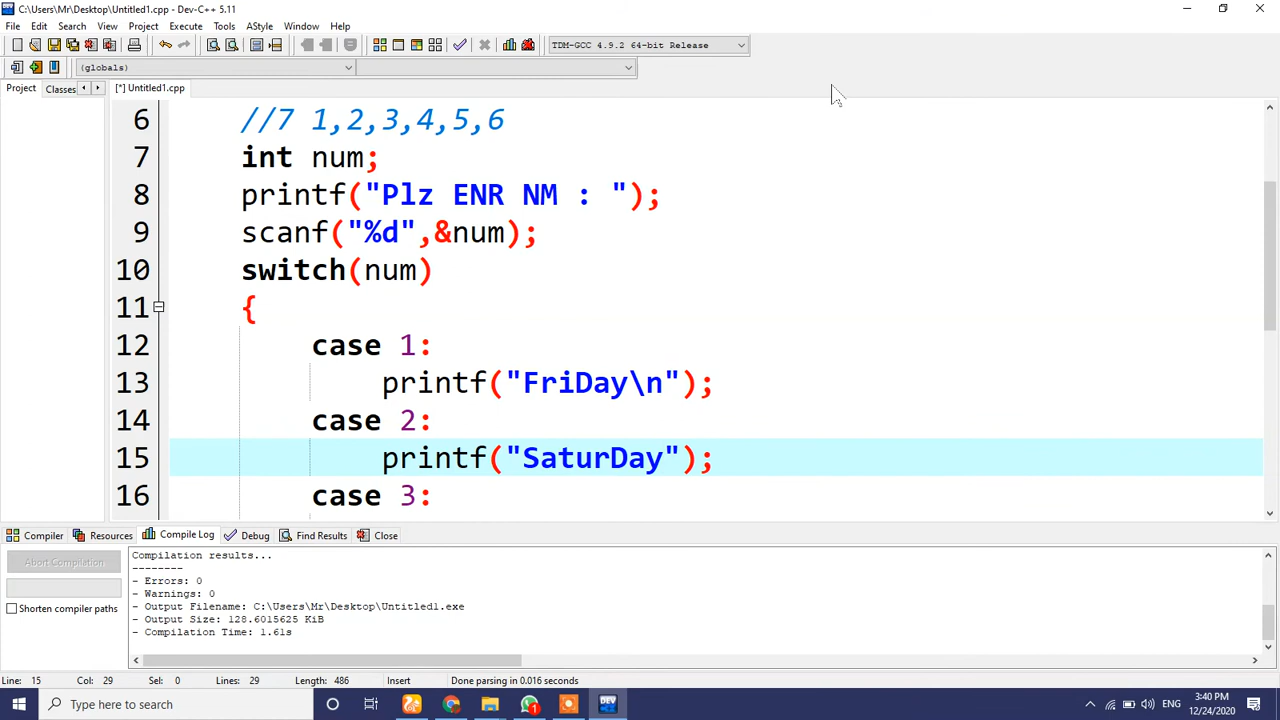 C:\Users\Mr\Desktop\Untitled1.cpp - Dev-C++ 5.11
File Edit Search View Project Execute Tools AStyle Window Help
TDM-GCC 4.9.2 64-bit Release
(globals)
Project Classes [*] Untitled1.cpp
6 //7 1,2,3,4,5,6
7 int num;
8 printf("Plz ENR NM : ");
9 scanf("%d",&num);
10 switch(num)
11 {
12 case 1:
13 printf("FriDay\n");
14 case 2:
15 printf("SaturDay");
16 case 3:
Compiler Resources Compile Log Debug Find Results Close
Abort Compilation
Shorten compiler paths
Compilation results...
--------
- Errors: 0
- Warnings: 0
- Output Filename: C:\Users\Mr\Desktop\Untitled1.exe
- Output Size: 128.6015625 KiB
- Compilation Time: 1.61s
Line: 15 Col: 29 Sel: 0 Lines: 29 Length: 486 Insert Done parsing in 0.016 seconds
Type here to search
DEV
1
ENG
3:40 PM
12/24/2020